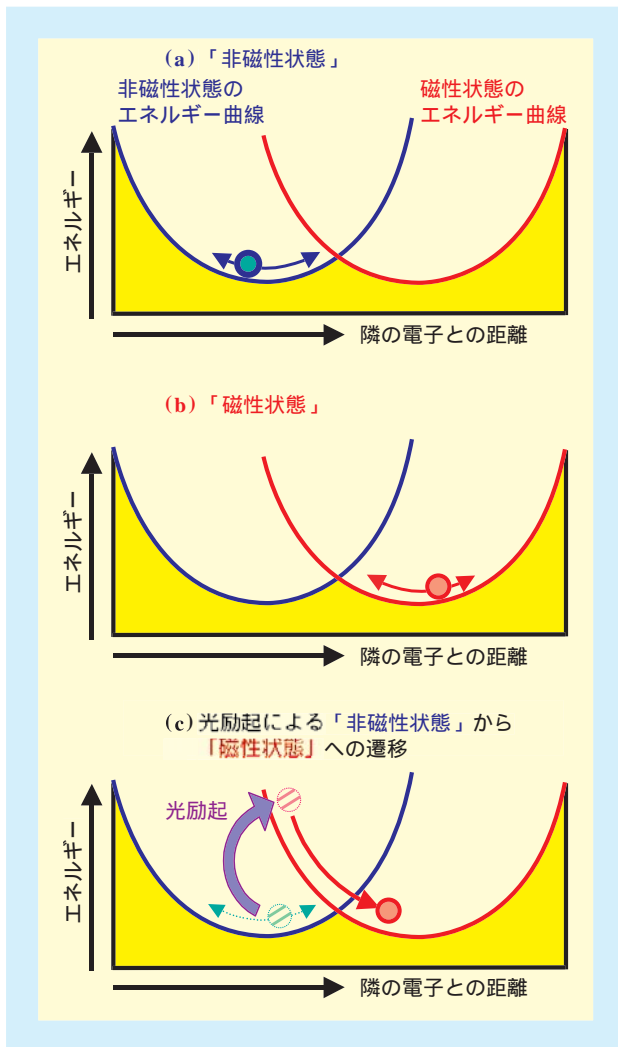 (a)「非磁性状態」
非磁性状態の
エネルギー曲線
磁性状態の
エネルギー曲線
エネルギー
隣の電子との距離
(b)「磁性状態」
エネルギー
隣の電子との距離
(c) 光励起による「非磁性状態」から
「磁性状態」への遷移
光励起
エネルギー
隣の電子との距離